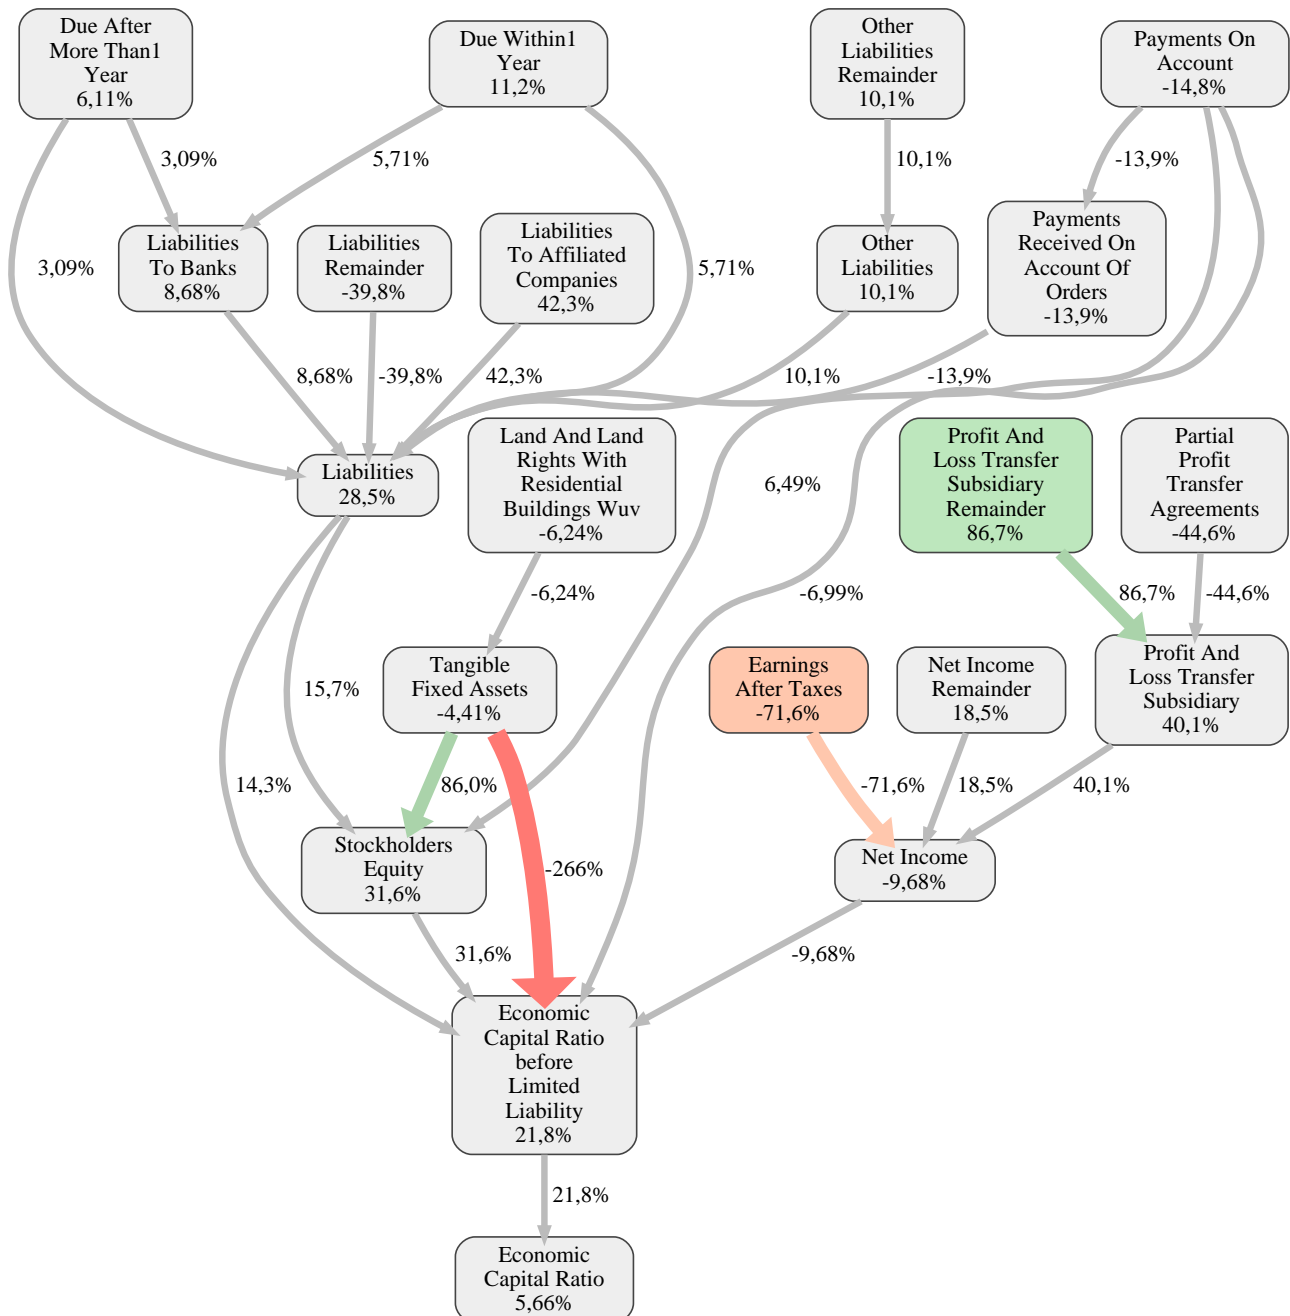 Due After
More Than1
Year
6,11%
Due Within1
Year
11,2%
Other
Liabilities
Remainder
10,1%
Payments On
Account
-14,8%
3,09%
5,71%
10,1%
-13,9%
Liabilities
To Banks
8,68%
Liabilities
Remainder
-39,8%
Liabilities
To Affiliated
Companies
42,3%
Other
Liabilities
10,1%
Payments
Received On
Account Of
Orders
-13,9%
3,09%
5,71%
8,68%
-39,8%
42,3%
10,1%
-13,9%
Liabilities
28,5%
Land And Land
Rights With
Residential
Buildings Wuv
-6,24%
6,49%
Profit And
Loss Transfer
Subsidiary
Remainder
86,7%
Partial
Profit
Transfer
Agreements
-44,6%
-6,24%
-6,99%
86,7%
-44,6%
15,7%
Tangible
Fixed Assets
-4,41%
Earnings
After Taxes
-71,6%
Net Income
Remainder
18,5%
Profit And
Loss Transfer
Subsidiary
40,1%
14,3%
86,0%
-71,6%
18,5%
40,1%
Stockholders
Equity
31,6%
-266%
Net Income
-9,68%
31,6%
-9,68%
Economic
Capital Ratio
before
Limited
Liability
21,8%
21,8%
Economic
Capital Ratio
5,66%